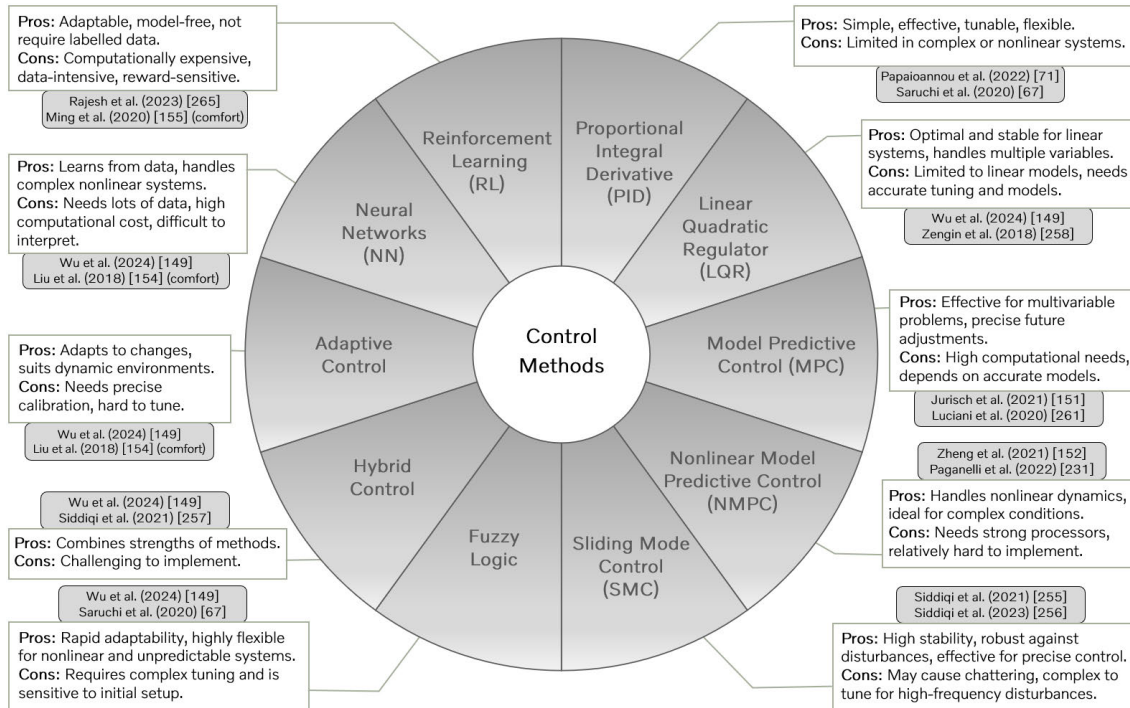 Pros: Adaptable, model-free, not
require labelled data.
Cons: Computationally expensive,
data-intensive, reward-sensitive.
Rajesh et al. (2023) [265]
Ming et al. (2020) [155] (comfort)
Pros: Learns from data, handles
complex nonlinear systems.
Cons: Needs lots of data, high
computational cost, difficult to
interpret.
Wu et al. (2024) [149]
Liu et al. (2018) [154] (comfort)
Pros: Adapts to changes,
suits dynamic environments.
Cons: Needs precise
calibration, hard to tune.
Wu et al. (2024) [149]
Liu et al. (2018) [154] (comfort)
Wu et al. (2024) [149]
Siddiqi et al. (2021) [257]
Pros: Combines strengths of methods.
Cons: Challenging to implement.
Wu et al. (2024) [149]
Saruchi et al. (2020) [67]
Pros: Rapid adaptability, highly flexible
for nonlinear and unpredictable systems.
Cons: Requires complex tuning and is
sensitive to initial setup.
Reinforcement
Learning
(RL)
Proportional
Integral
Derivative
(PID)
Neural
Networks
(NN)
Linear
Quadratic
Regulator
(LQR)
Adaptive
Control
Control
Methods
Model Predictive
Control (MPC)
Hybrid
Control
Nonlinear Model
Predictive Control
(NMPC)
Fuzzy
Logic
Sliding Mode
Control
(SMC)
Pros: Simple, effective, tunable, flexible.
Cons: Limited in complex or nonlinear systems.
Papaioannou et al. (2022) [71]
Saruchi et al. (2020) [67]
Pros: Optimal and stable for linear
systems, handles multiple variables.
Cons: Limited to linear models, needs
accurate tuning and models.
Wu et al. (2024) [149]
Zengin et al. (2018) [258]
Pros: Effective for multivariable
problems, precise future
adjustments.
Cons: High computational needs,
depends on accurate models.
Jurisch et al. (2021) [151]
Luciani et al. (2020) [261]
Zheng et al. (2021) [152]
Paganelli et al. (2022) [231]
Pros: Handles nonlinear dynamics,
ideal for complex conditions.
Cons: Needs strong processors,
relatively hard to implement.
Siddiqi et al. (2021) [255]
Siddiqi et al. (2023) [256]
Pros: High stability, robust against
disturbances, effective for precise control.
Cons: May cause chattering, complex to
tune for high-frequency disturbances.